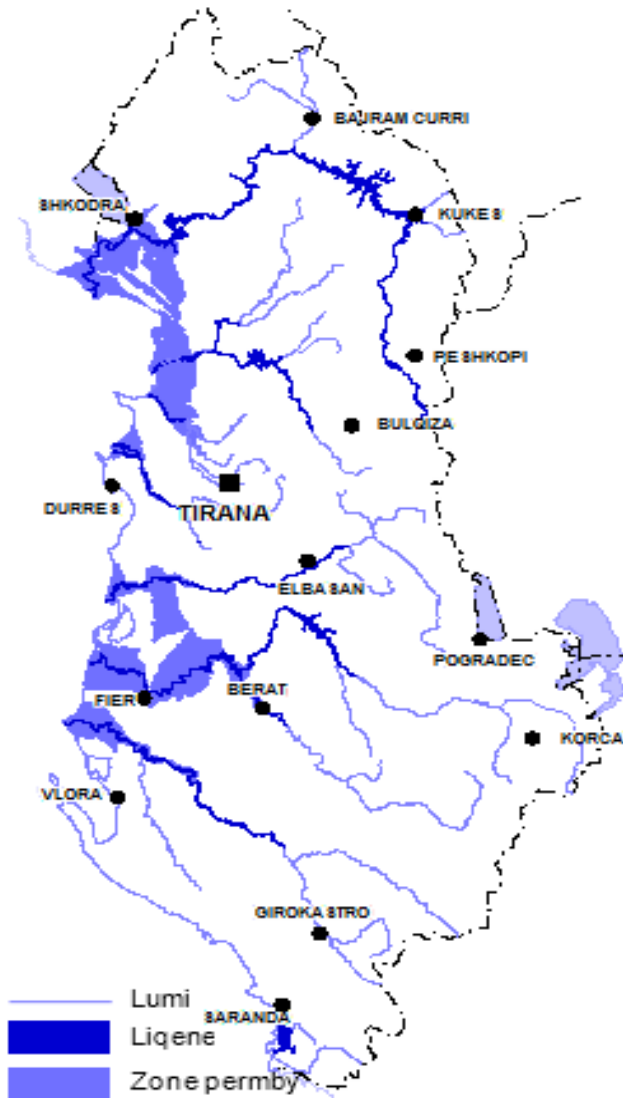 BAJRAM CURRI
SHKODRA
KUKES
PESHKOPI
BULQIZA
DURRES
TIRANA
ELBASAN
POGRADEC
BERAT
FIER
KORCA
VLORA
GIROKASTRO
SARANDA
Lumi
Liqene
Zone permby